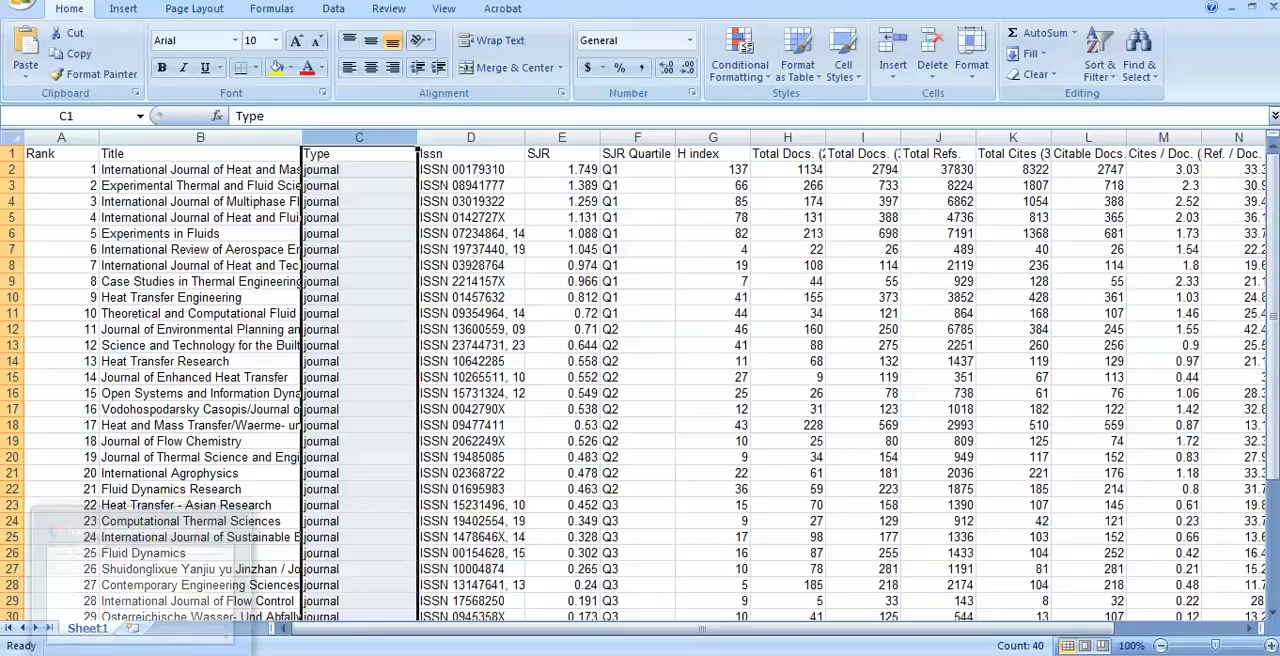 Home Insert Page Layout Formulas Data Review View Acrobat
Cut Arial 10 Wrap Text General AutoSum
Copy Fill
Paste Format Painter Merge & Center $ % , Conditional Formatting Format as Table Cell Styles Insert Delete Format Clear Sort & Filter Find & Select
Clipboard Font Alignment Number Styles Cells Editing
C1 fx Type
A B C D E F G H I J K L M N
1 Rank Title Type Issn SJR SJR Quartile H index Total Docs. (2 Total Docs. (3 Total Refs. Total Cites (3 Citable Docs. Cites / Doc. ( Ref. / Doc.
2 1 International Journal of Heat and Mas journal ISSN 00179310 1.749 Q1 137 1134 2794 37830 8322 2747 3.03 33.3
3 2 Experimental Thermal and Fluid Scie journal ISSN 08941777 1.389 Q1 66 266 733 8224 1807 718 2.3 30.9
4 3 International Journal of Multiphase Fl journal ISSN 03019322 1.259 Q1 85 174 397 6862 1054 388 2.52 39.4
5 4 International Journal of Heat and Flui journal ISSN 0142727X 1.131 Q1 78 131 388 4736 813 365 2.03 36.1
6 5 Experiments in Fluids journal ISSN 07234864, 14 1.088 Q1 82 213 698 7191 1368 681 1.73 33.7
7 6 International Review of Aerospace En journal ISSN 19737440, 19 1.045 Q1 4 22 26 489 40 26 1.54 22.2
8 7 International Journal of Heat and Tec journal ISSN 03928764 0.974 Q1 19 108 114 2119 236 114 1.8 19.6
9 8 Case Studies in Thermal Engineering journal ISSN 2214157X 0.966 Q1 7 44 55 929 128 55 2.33 21.1
10 9 Heat Transfer Engineering journal ISSN 01457632 0.812 Q1 41 155 373 3852 428 361 1.03 24.8
11 10 Theoretical and Computational Fluid journal ISSN 09354964, 14 0.72 Q1 44 34 121 864 168 107 1.46 25.4
12 11 Journal of Environmental Planning an journal ISSN 13600559, 09 0.71 Q2 46 160 250 6785 384 245 1.55 42.4
13 12 Science and Technology for the Built journal ISSN 23744731, 23 0.644 Q2 41 88 275 2251 260 256 0.9 25.5
14 13 Heat Transfer Research journal ISSN 10642285 0.558 Q2 11 68 132 1437 119 129 0.97 21.1
15 14 Journal of Enhanced Heat Transfer journal ISSN 10265511, 10 0.552 Q2 27 9 119 351 67 113 0.44 3
16 15 Open Systems and Information Dyna journal ISSN 15731324, 12 0.549 Q2 25 26 78 738 61 76 1.06 28.3
17 16 Vodohospodarsky Casopis/Journal o journal ISSN 0042790X 0.538 Q2 12 31 123 1018 182 122 1.42 32.8
18 17 Heat and Mass Transfer/Waerme- un journal ISSN 09477411 0.53 Q2 43 228 569 2993 510 559 0.87 13.1
19 18 Journal of Flow Chemistry journal ISSN 2062249X 0.526 Q2 10 25 80 809 125 74 1.72 32.3
20 19 Journal of Thermal Science and Engi journal ISSN 19485085 0.483 Q2 9 34 154 949 117 152 0.83 27.9
21 20 International Agrophysics journal ISSN 02368722 0.478 Q2 22 61 181 2036 221 176 1.18 33.3
22 21 Fluid Dynamics Research journal ISSN 01695983 0.463 Q2 36 59 223 1875 185 214 0.8 31.7
23 22 Heat Transfer - Asian Research journal ISSN 15231496, 10 0.452 Q2 15 70 158 1390 107 145 0.61 19.8
24 23 Computational Thermal Sciences journal ISSN 19402554, 19 0.349 Q3 9 27 129 912 42 121 0.23 33.7
25 24 International Journal of Sustainable B journal ISSN 1478646X, 14 0.328 Q3 17 98 177 1336 103 152 0.66 13.6
26 25 Fluid Dynamics journal ISSN 00154628, 15 0.302 Q3 16 87 255 1433 104 252 0.42 16.4
27 26 Shuidonglixue Yanjiu yu Jinzhan / Jo journal ISSN 10004874 0.265 Q3 10 78 281 1191 81 281 0.21 15.2
28 27 Contemporary Engineering Sciences journal ISSN 13147641, 13 0.24 Q3 5 185 218 2174 104 218 0.48 11.7
29 28 International Journal of Flow Control journal ISSN 17568250 0.191 Q3 9 5 33 143 8 32 0.22 28
30 29 Osterreichische Wasser- Und Abfallw journal ISSN 0945358X 0.173 Q3 10 41 125 544 13 107 0.12 13.2
Sheet1
Ready Count: 40 100%